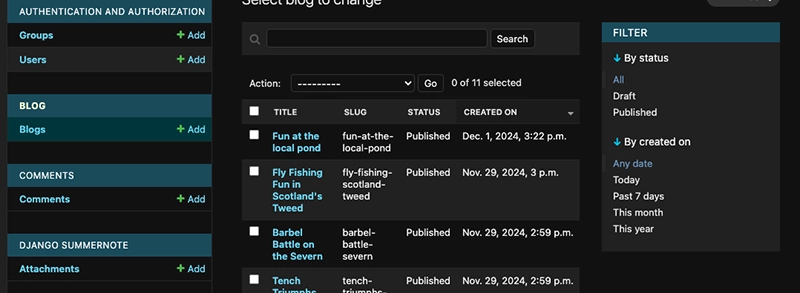 AUTHENTICATION AND AUTHORIZATION
Groups
+ Add
Users
+ Add
BLOG
Blogs
+ Add
COMMENTS
Comments
+ Add
DJANGO SUMMERNOTE
Attachments
+ Add
Select blog to change
Search
Action:
---------
Go
0 of 11 selected
TITLE SLUG STATUS CREATED ON
Fun at the
local pond
fun-at-the-
local-pond
Published
Dec. 1, 2024, 3:22 p.m.
Fly Fishing
Fun in
Scotland's
Tweed
fly-fishing-
scotland-
tweed
Published
Nov. 29, 2024, 3 p.m.
Barbel
Battle on
the Severn
barbel-
battle-
severn
Published
Nov. 29, 2024, 2:59 p.m.
Tench
Triumphs
tench-
triumphs-
Published
Nov. 29, 2024, 2:59 p.m.
FILTER
↓ By status
All
Draft
Published
↓ By created on
Any date
Today
Past 7 days
This month
This year